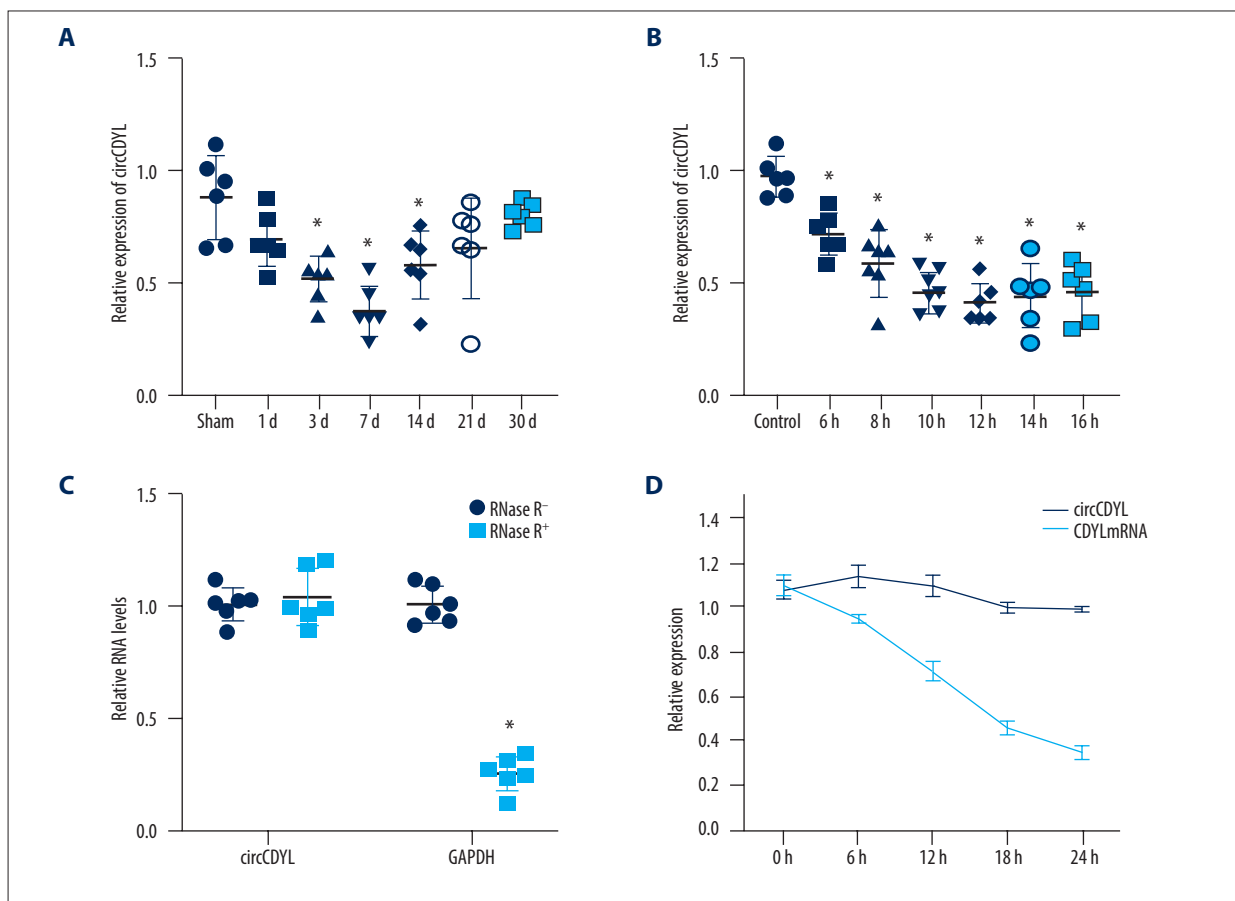 A
Relative expression of circCDYL
1.5
1.0
0.5
0.0
*
*
*
Sham 1 d 3 d 7 d 14 d 21 d 30 d
B
Relative expression of circCDYL
1.5
1.0
0.5
0.0
*
*
*
*
*
*
Control 6 h 8 h 10 h 12 h 14 h 16 h
C
Relative RNA levels
1.5
1.0
0.5
0.0
RNase R⁻
RNase R⁺
*
circCDYL GAPDH
D
Relative expression
1.4
1.2
1.0
0.8
0.6
0.4
0.2
0.0
circCDYL
CDYLmRNA
0 h 6 h 12 h 18 h 24 h